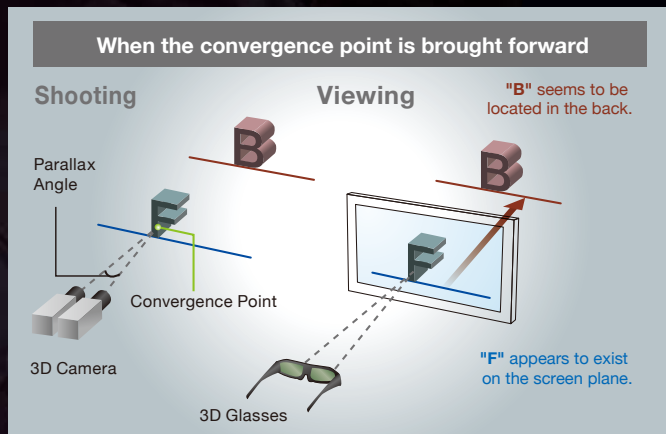 When the convergence point is brought forward
Shooting
Viewing
"B" seems to be
located in the back.
B
B
Parallax
Angle
F
F
Convergence Point
3D Camera
3D Glasses
"F" appears to exist
on the screen plane.